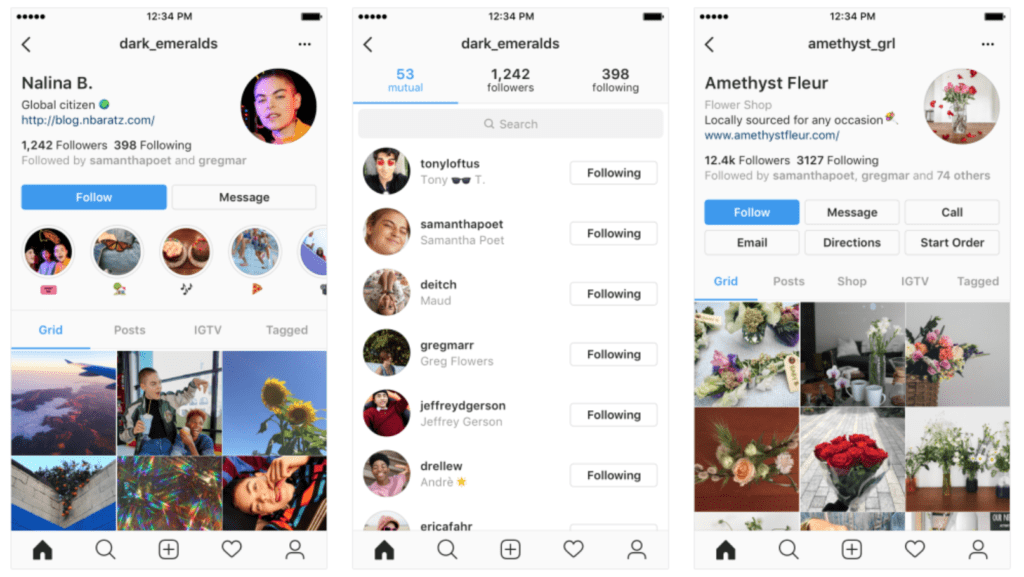 12:34 PM
dark_emeralds
Nalina B.
Global citizen
http://blog.nbaratz.com/
1,242 Followers 398 Following
Followed by samanthapoet and gregmar
Follow Message
Grid Posts IGTV Tagged
12:34 PM
dark_emeralds
53 1,242 398
mutual followers following
Search
tonyloftus
Tony 🕶️ T.
Following
samanthapoet
Samantha Poet
Following
deitch
Maud
Following
gregmarr
Greg Flowers
Following
jeffreydgerson
Jeffrey Gerson
Following
drellew
Andrè ⭐
Following
ericafahr
12:34 PM
amethyst_grl
Amethyst Fleur
Flower Shop
Locally sourced for any occasion 💐.
www.amethystfleur.com/
12.4k Followers 3127 Following
Followed by samanthapoet, gregmar and 74 others
Follow Message Call
Email Directions Start Order
Grid Posts Shop IGTV Tagged